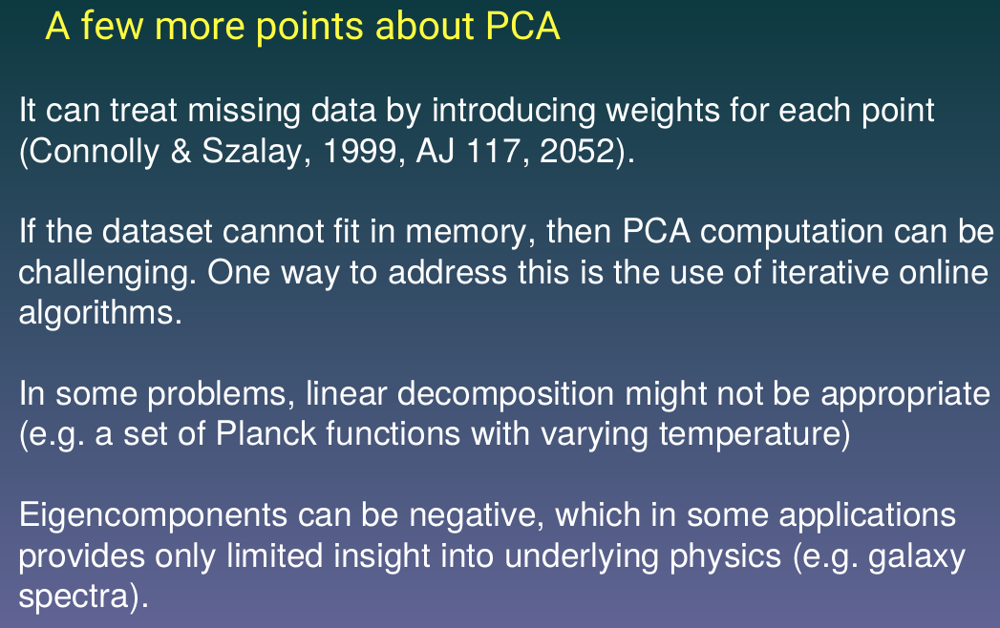 A few more points about PCA
It can treat missing data by introducing weights for each point
(Connolly & Szalay, 1999, AJ 117, 2052).
If the dataset cannot fit in memory, then PCA computation can be
challenging. One way to address this is the use of iterative online
algorithms.
In some problems, linear decomposition might not be appropriate
(e.g. a set of Planck functions with varying temperature)
Eigencomponents can be negative, which in some applications
provides only limited insight into underlying physics (e.g. galaxy
spectra).